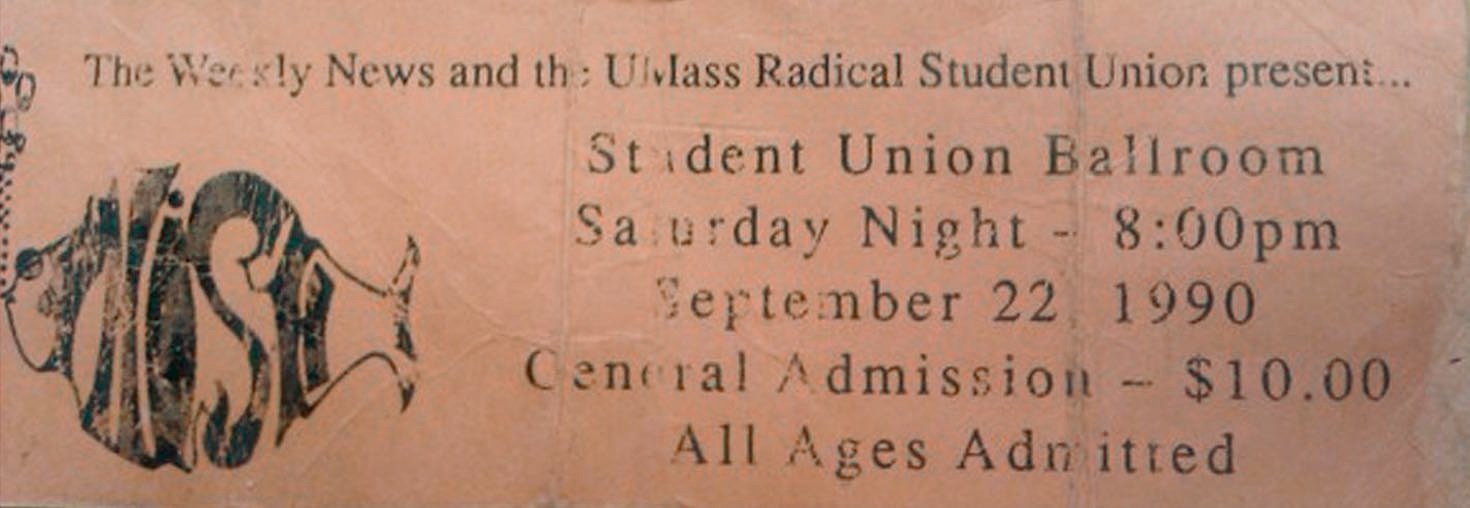 The Weekly News and the UMass Radical Student Union present...
Student Union Ballroom
Saturday Night - 8:00pm
September 22, 1990
General Admission - $10.00
All Ages Admitted